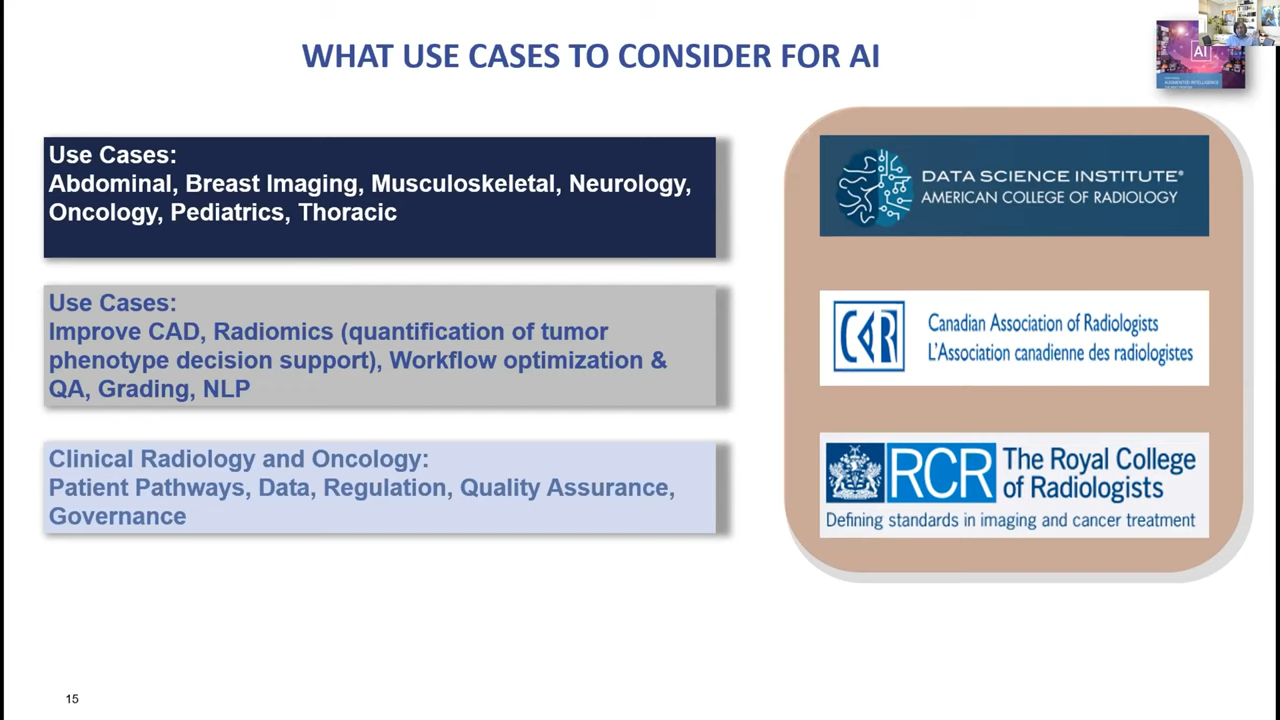 WHAT USE CASES TO CONSIDER FOR AI
AI
AUGMENTED INTELLIGENCE
Use Cases:
Abdominal, Breast Imaging, Musculoskeletal, Neurology,
Oncology, Pediatrics, Thoracic
DATA SCIENCE INSTITUTE®
AMERICAN COLLEGE OF RADIOLOGY
Use Cases:
Improve CAD, Radiomics (quantification of tumor
phenotype decision support), Workflow optimization &
QA, Grading, NLP
CAR
Canadian Association of Radiologists
L'Association canadienne des radiologistes
Clinical Radiology and Oncology:
Patient Pathways, Data, Regulation, Quality Assurance,
Governance
RCR
The Royal College
of Radiologists
Defining standards in imaging and cancer treatment
15